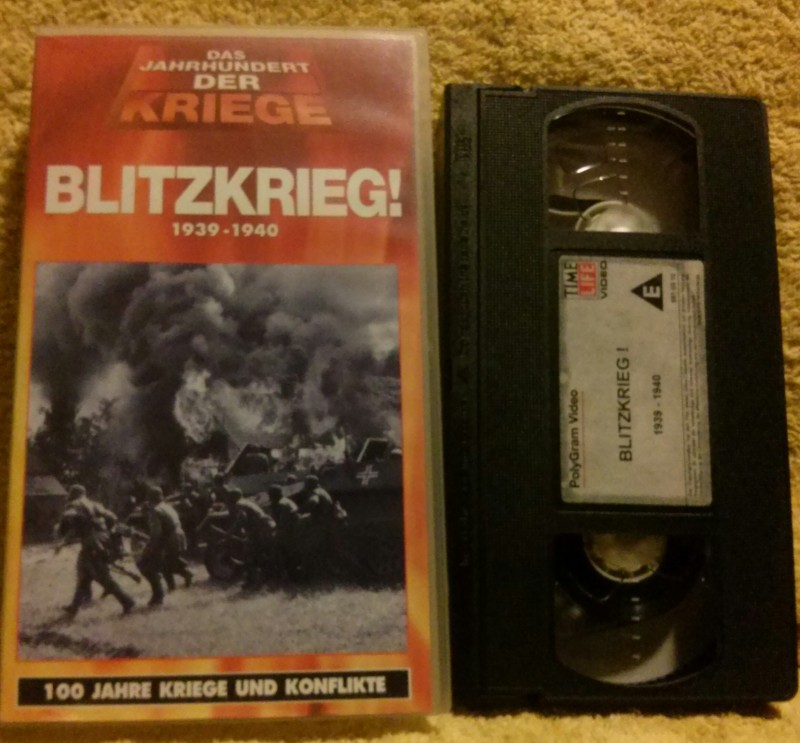 DAS
JAHRHUNDERT
DER
KRIEGE
BLITZKRIEG!
1939-1940
100 JAHRE KRIEGE UND KONFLIKTE
TIME
LIFE
VIDEO
E
PolyGram Video
BLITZKRIEG !
1939 - 1940